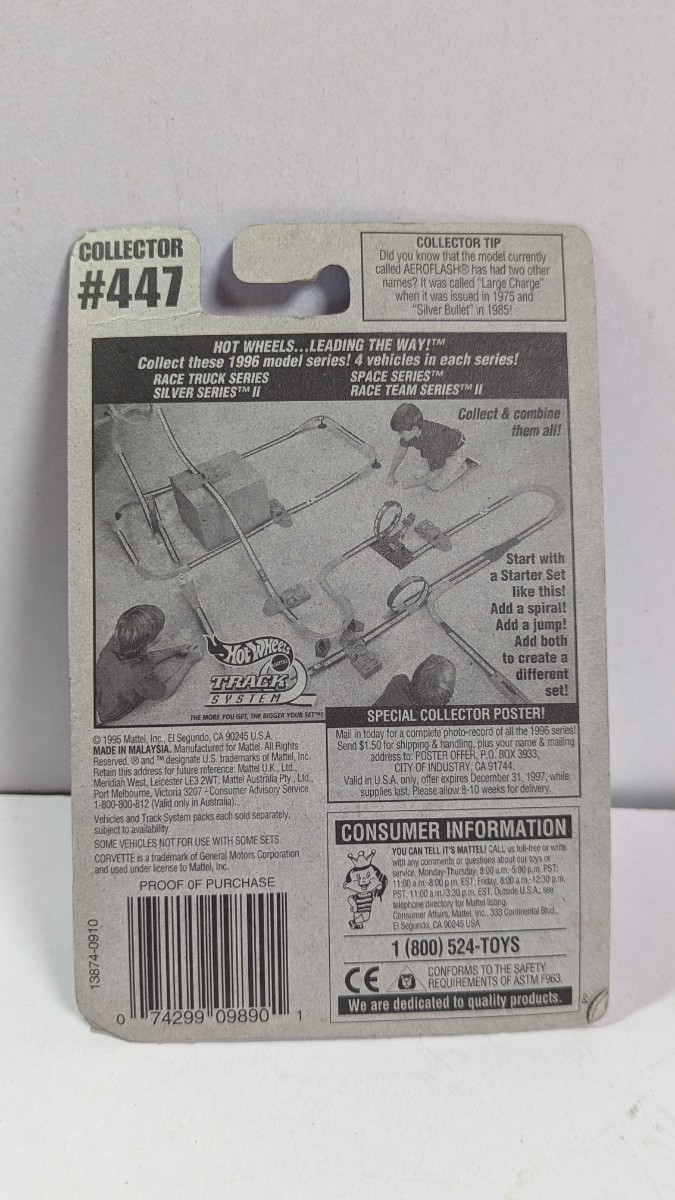 COLLECTOR
#447
COLLECTOR TIP
Did you know that the model currently
called AEROFLASH® has had two other
names? It was called "Large Charge"
when it was issued in 1975 and
"Silver Bullet" in 1985!
HOT WHEELS...LEADING THE WAY!™
Collect these 1996 model series! 4 vehicles in each series!
RACE TRUCK SERIES
SILVER SERIES™ II
SPACE SERIES™
RACE TEAM SERIES™ II
Collect & combine
them all!
Start with
a Starter Set
like this!
Add a spiral!
Add a jump!
Add both
to create a
different
set!
HOT WHEELS
MATTEL
TRACK
SYSTEM
THE MORE YOU GET, THE BIGGER YOUR SET™!
SPECIAL COLLECTOR POSTER!
Mail in today for a complete photo-record of all the 1996 series!
Send $1.50 for shipping & handling, plus your name & mailing
address to: POSTER OFFER, P.O. BOX 3933,
CITY OF INDUSTRY, CA 91744.
Valid in U.S.A. only, offer expires December 31, 1997, while
supplies last. Please allow 8-10 weeks for delivery.
© 1995 Mattel, Inc., El Segundo, CA 90245 U.S.A.
MADE IN MALAYSIA. Manufactured for Mattel. All Rights
Reserved. ® and ™ designate U.S. trademarks of Mattel, Inc.
Retain this address for future reference: Mattel U.K., Ltd.,
Meridian West, Leicester LE3 2WT. Mattel Australia Pty., Ltd.,
Port Melbourne, Victoria 3207 - Consumer Advisory Service
1-800-800-812 (Valid only in Australia).
Vehicles and Track System packs each sold separately,
subject to availability.
SOME VEHICLES NOT FOR USE WITH SOME SETS.
CORVETTE is a trademark of General Motors Corporation
and used under license to Mattel, Inc.
PROOF OF PURCHASE
13874-0910
0 74299 09890 1
CONSUMER INFORMATION
YOU CAN TELL IT'S MATTEL! CALL us toll-free or write
with any comments or questions about our toys or
service. Monday-Thursday, 8:00 a.m.-5:00 p.m. PST;
11:00 a.m.-8:00 p.m. EST; Friday, 8:00 a.m.-12:30 p.m.
PST, 11:00 a.m.-3:30 p.m. EST. Outside U.S.A., see
telephone directory for Mattel listing.
Consumer Affairs, Mattel, Inc., 333 Continental Blvd.,
El Segundo, CA 90245 USA
1 (800) 524-TOYS
CE
CONFORMS TO THE SAFETY
REQUIREMENTS OF ASTM F963.
We are dedicated to quality products.